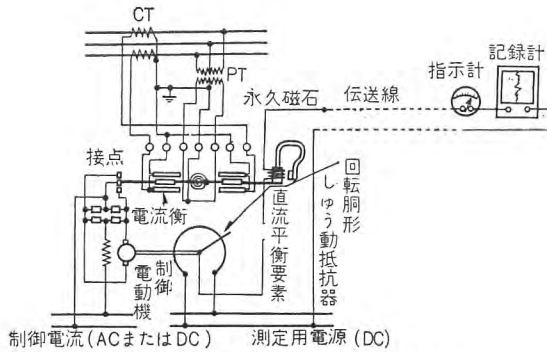 CT
PT
記録計
指示計
永久磁石
伝送線
接点
電流衡
直流平衡要素
回転胴形
しゅう動抵抗器
制御
電動機
制御電流(ACまたはDC)
測定用電源(DC)